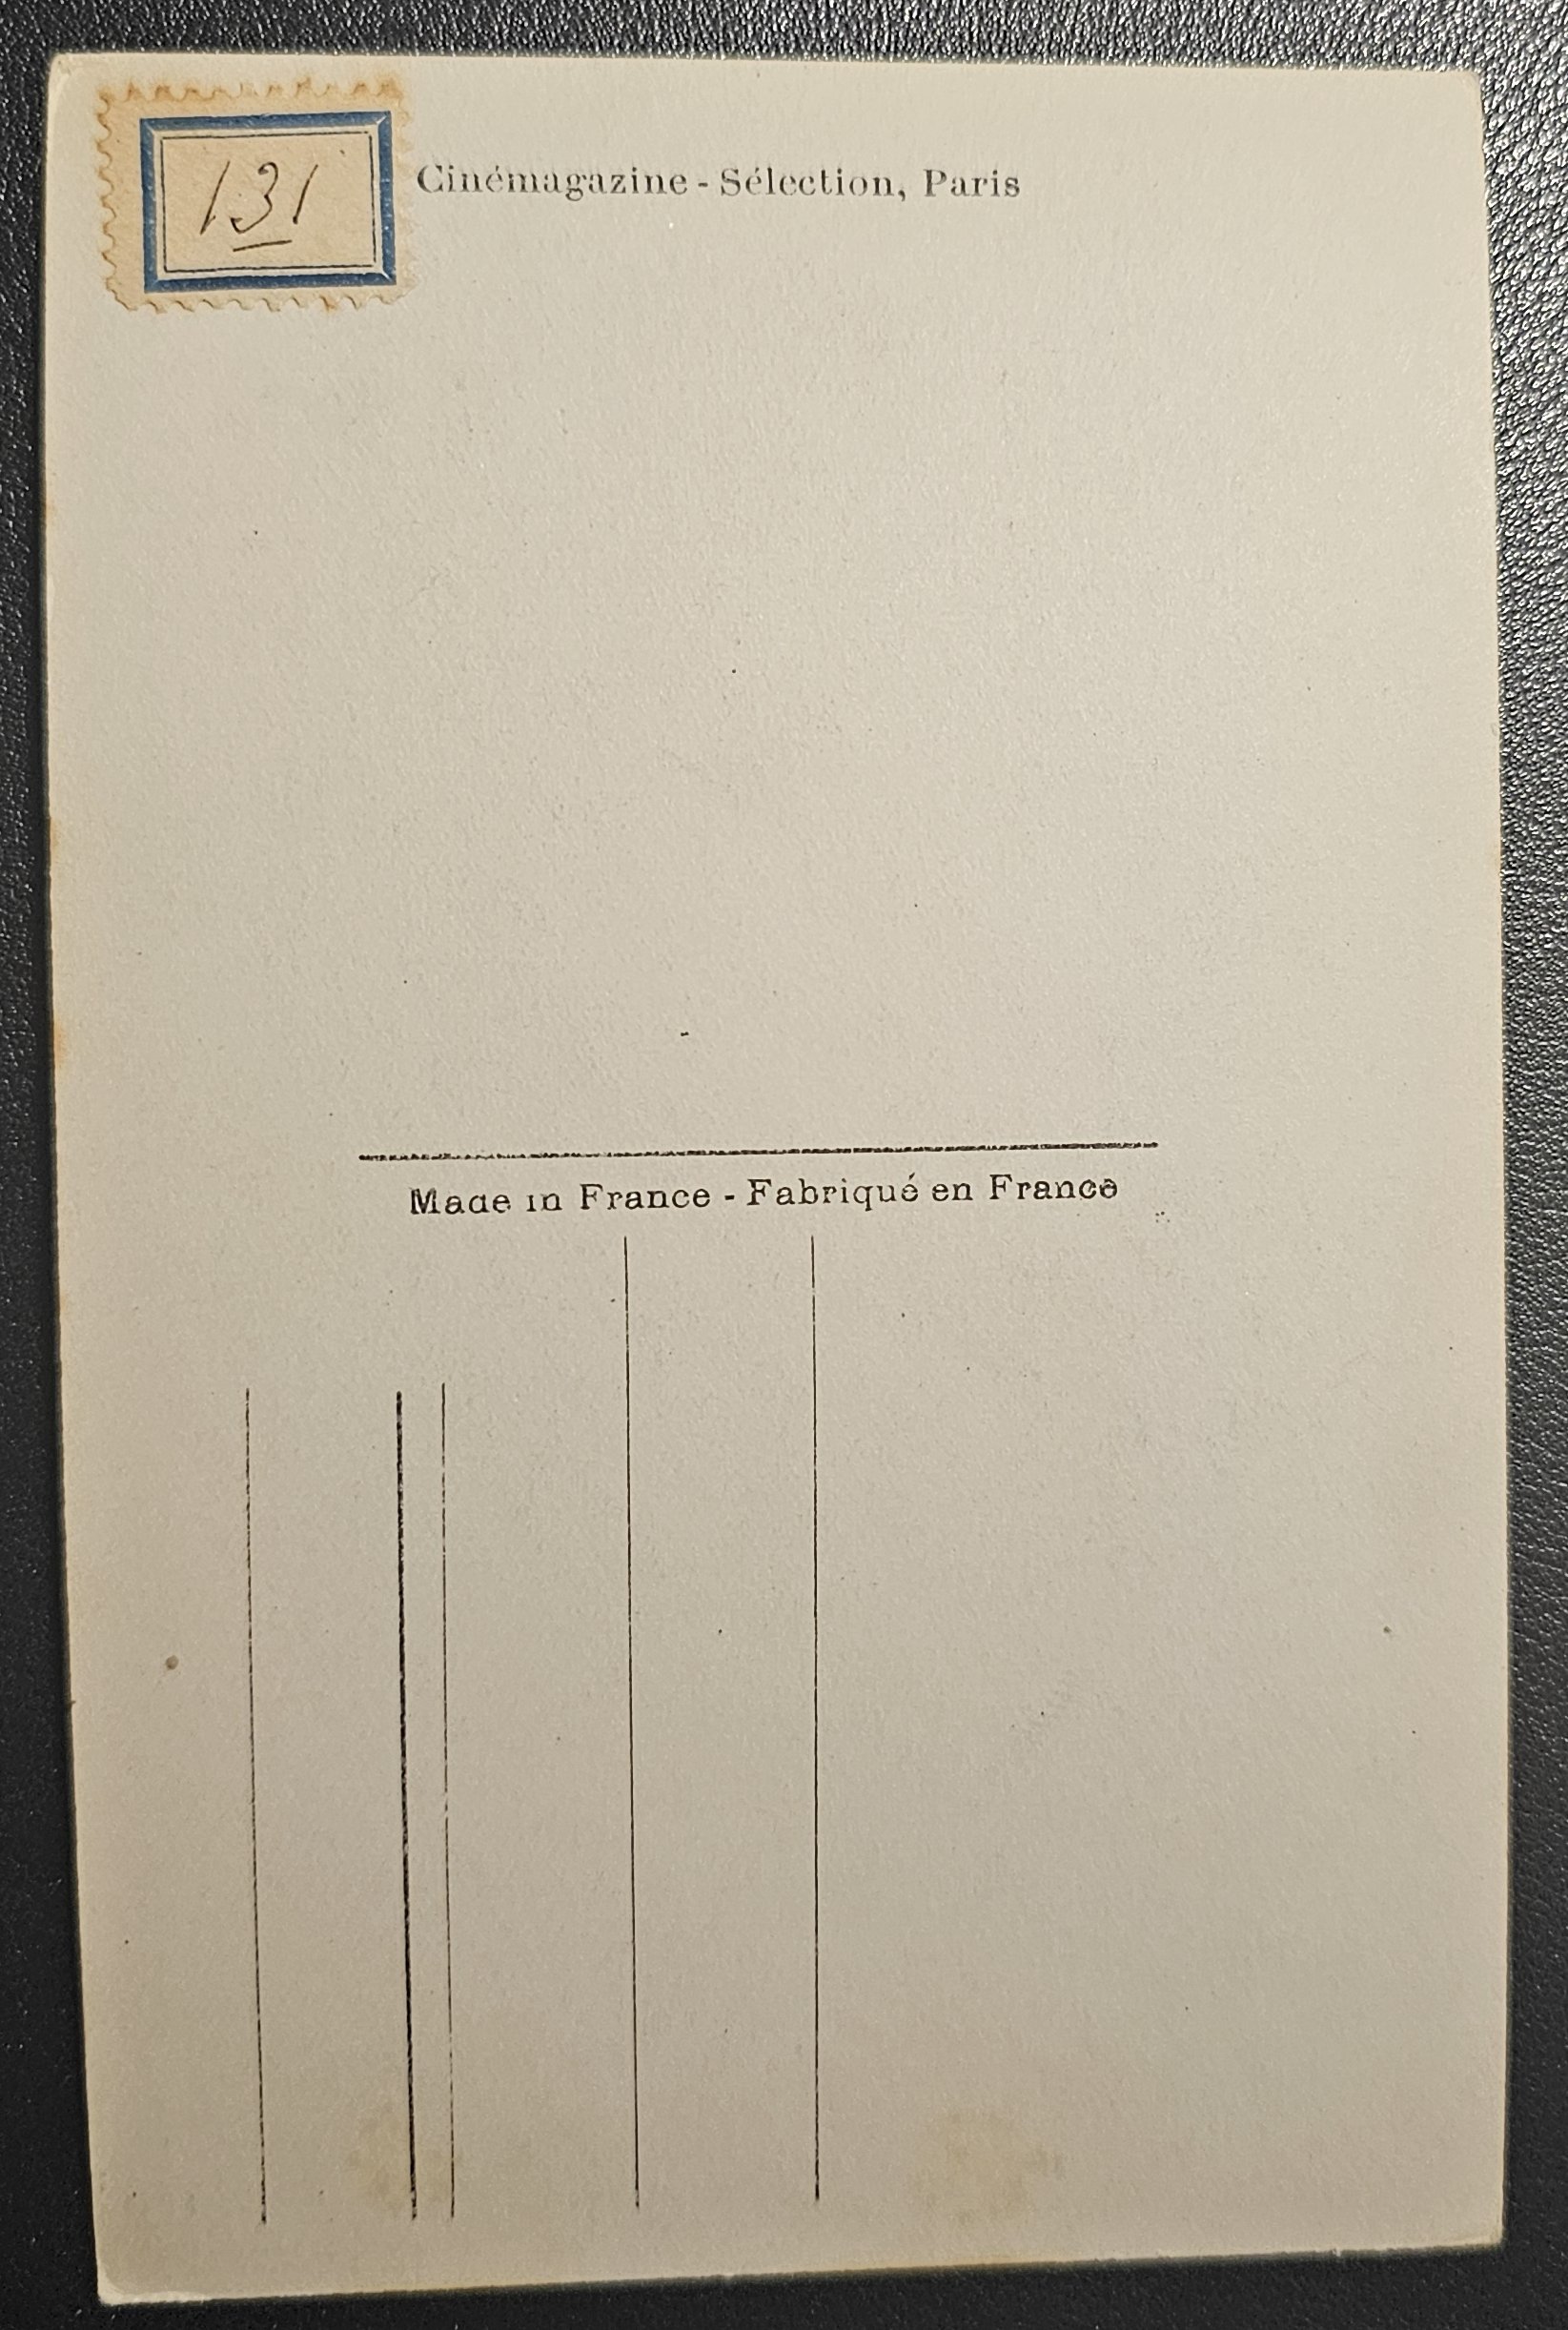 131
Cinémagazine - Sélection, Paris
Made in France - Fabriqué en France